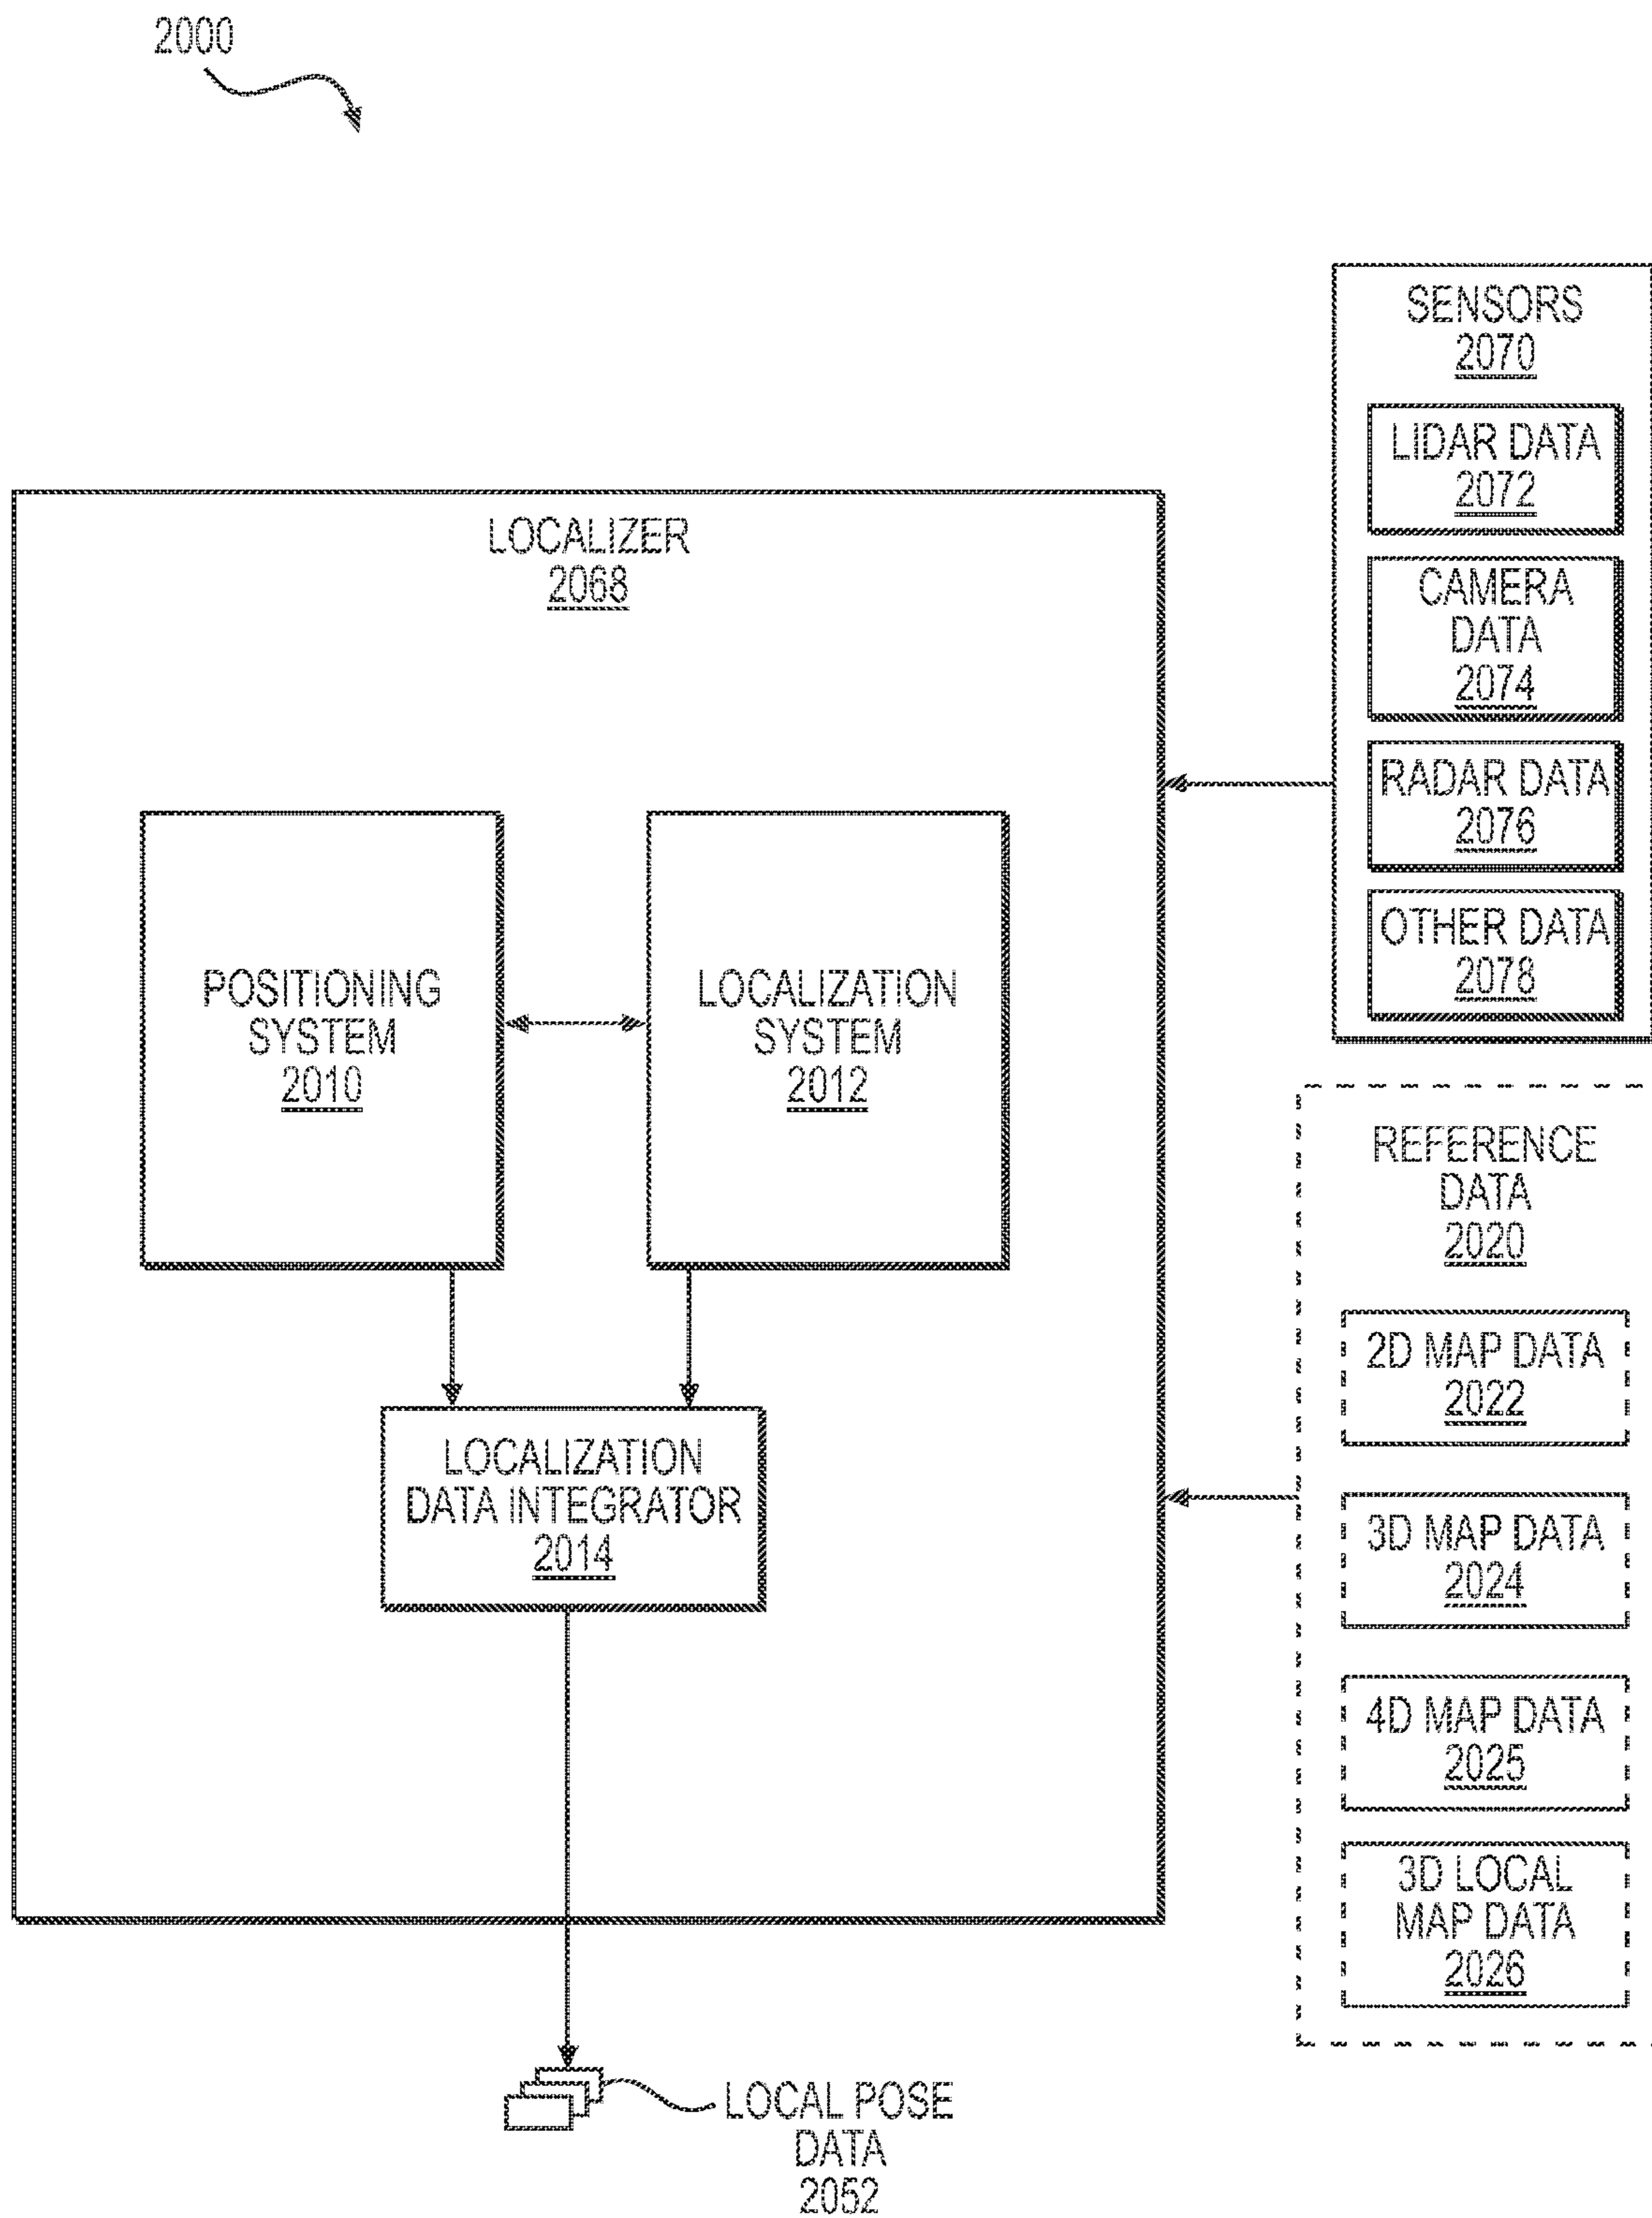 2000
SENSORS
2070
LIDAR DATA
2072
CAMERA
DATA
2074
RADAR DATA
2076
OTHER DATA
2078
LOCALIZER
2068
POSITIONING
SYSTEM
2010
LOCALIZATION
SYSTEM
2012
LOCALIZATION
DATA INTEGRATOR
2014
REFERENCE
DATA
2020
2D MAP DATA
2022
3D MAP DATA
2024
4D MAP DATA
2025
3D LOCAL
MAP DATA
2026
LOCAL POSE
DATA
2052